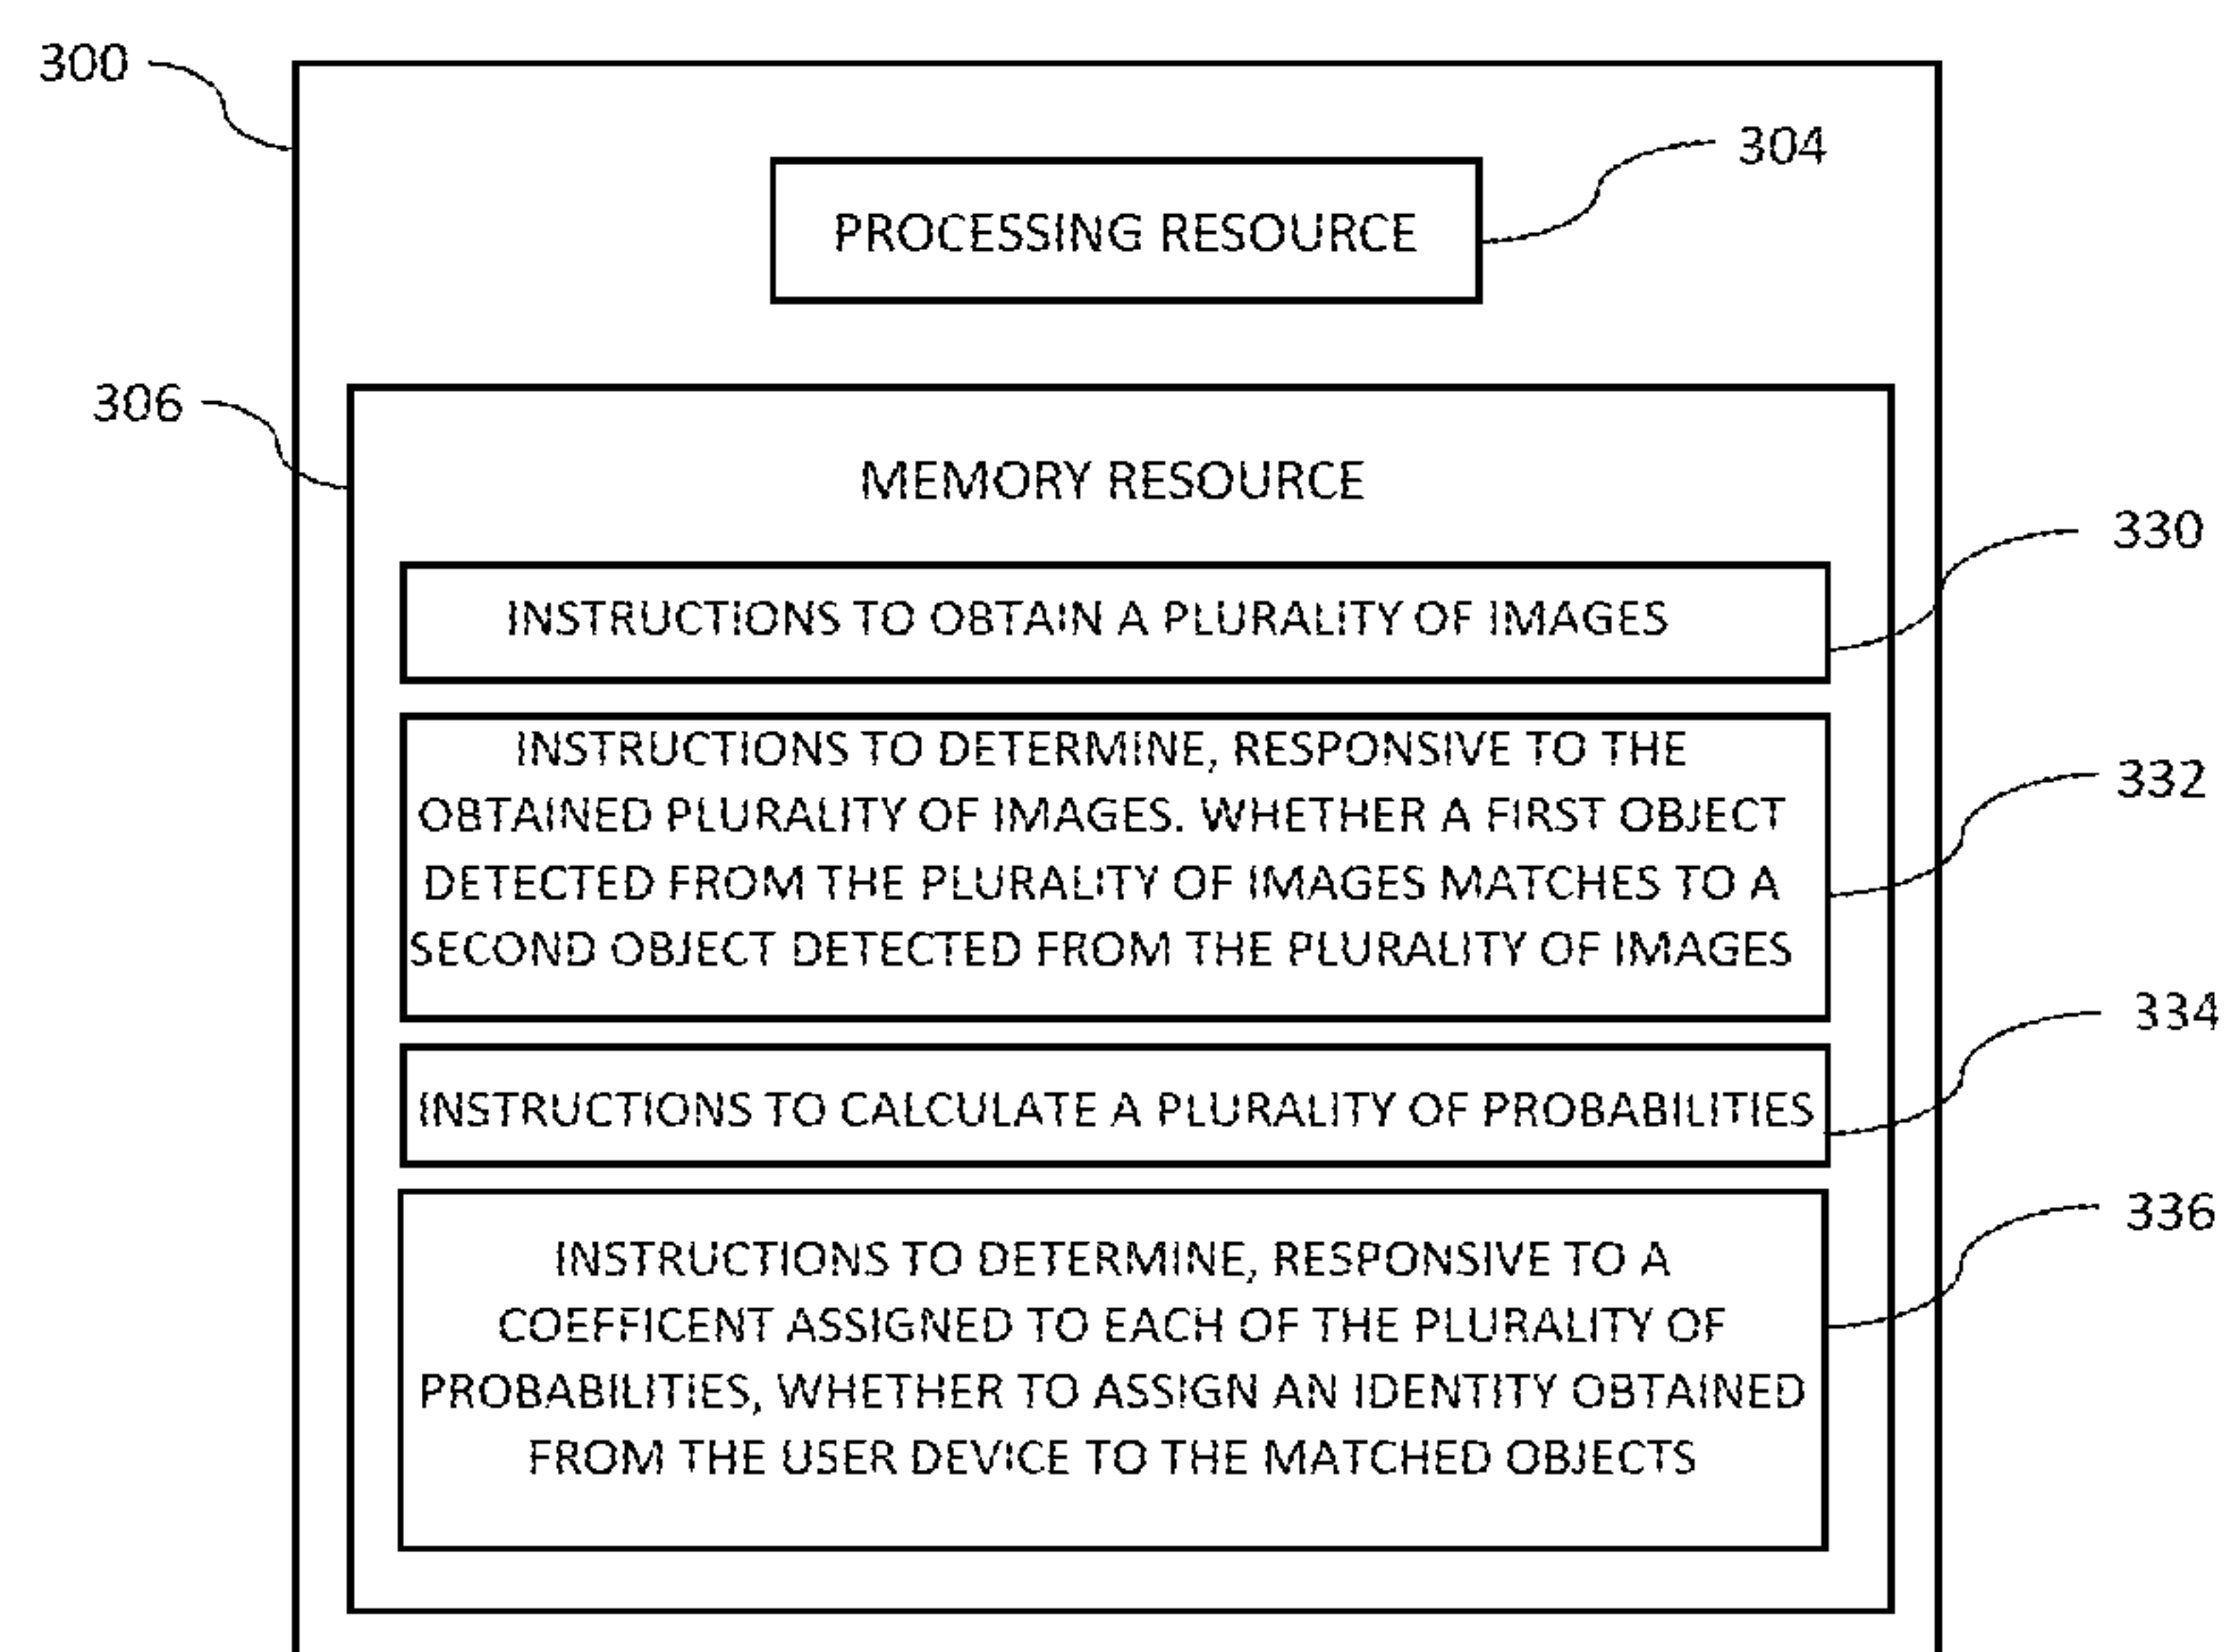 300
304
PROCESSING RESOURCE
306
MEMORY RESOURCE
330
INSTRUCTIONS TO OBTAIN A PLURALITY OF IMAGES
INSTRUCTIONS TO DETERMINE, RESPONSIVE TO THE
OBTAINED PLURALITY OF IMAGES. WHETHER A FIRST OBJECT
DETECTED FROM THE PLURALITY OF IMAGES MATCHES TO A
SECOND OBJECT DETECTED FROM THE PLURALITY OF IMAGES
332
334
INSTRUCTIONS TO CALCULATE A PLURALITY OF PROBABILITIES
336
INSTRUCTIONS TO DETERMINE, RESPONSIVE TO A
COEFFICENT ASSIGNED TO EACH OF THE PLURALITY OF
PROBABILITIES, WHETHER TO ASSIGN AN IDENTITY OBTAINED
FROM THE USER DEVICE TO THE MATCHED OBJECTS